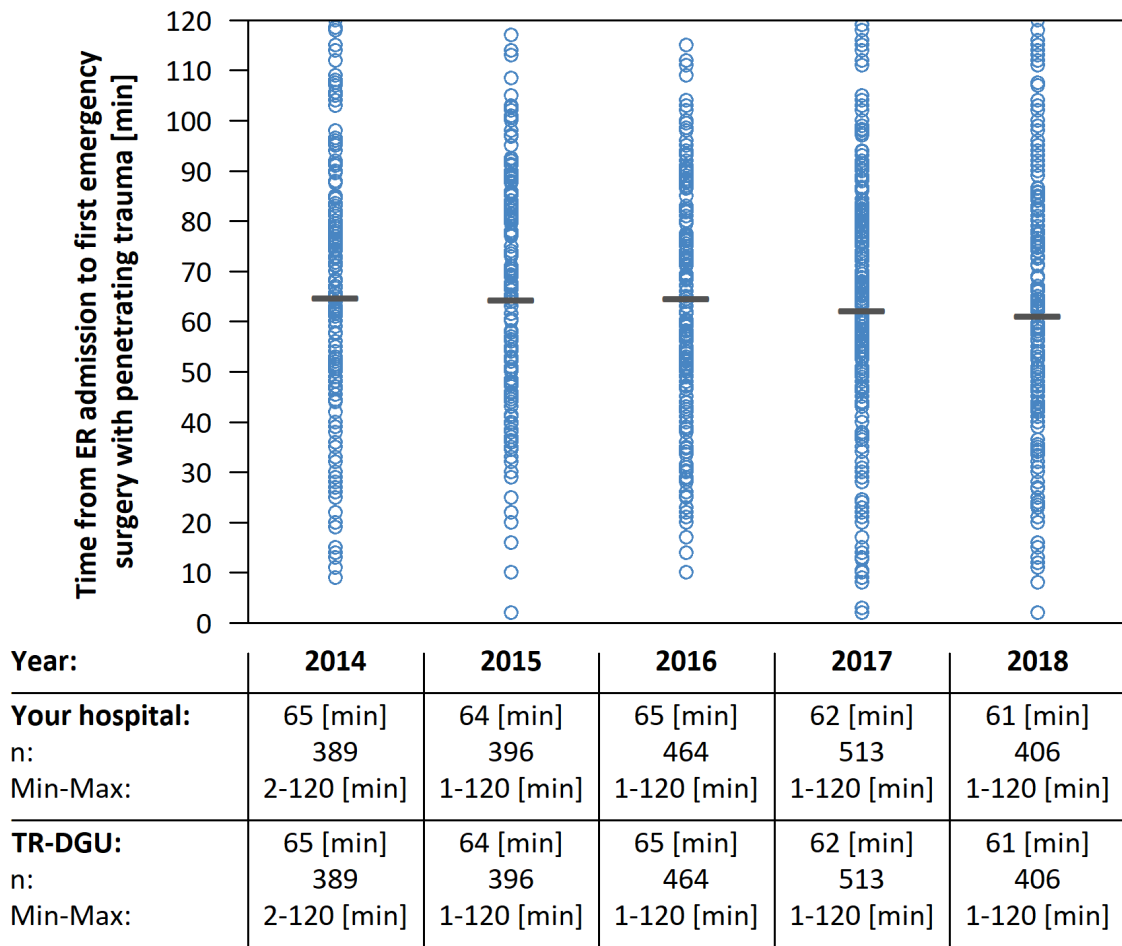 Time from ER admission to first emergency
surgery with penetrating trauma [min]
120
110
100
90
80
70
60
50
40
30
20
10
0
Year: 2014 2015 2016 2017 2018
Your hospital: 65 [min] 64 [min] 65 [min] 62 [min] 61 [min]
n: 389 396 464 513 406
Min-Max: 2-120 [min] 1-120 [min] 1-120 [min] 1-120 [min] 1-120 [min]
TR-DGU: 65 [min] 64 [min] 65 [min] 62 [min] 61 [min]
n: 389 396 464 513 406
Min-Max: 2-120 [min] 1-120 [min] 1-120 [min] 1-120 [min] 1-120 [min]